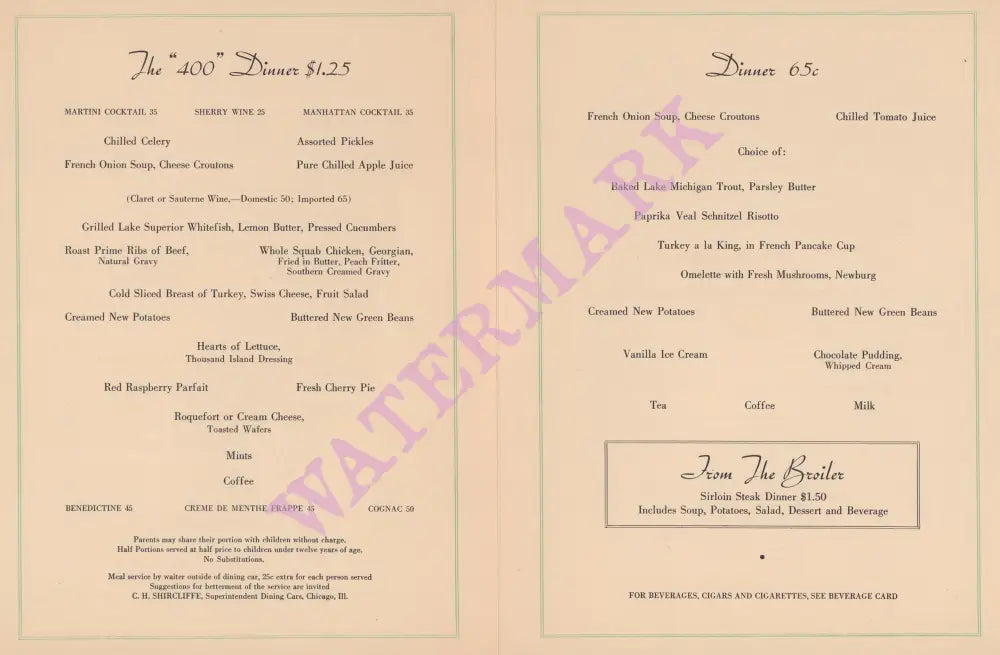 The "400" Dinner $1.25
MARTINI COCKTAIL 35 SHERRY WINE 25 MANHATTAN COCKTAIL 35
Chilled Celery Assorted Pickles
French Onion Soup, Cheese Croutons Pure Chilled Apple Juice
(Claret or Sauterne Wine,—Domestic 50; Imported 65)
Grilled Lake Superior Whitefish, Lemon Butter, Pressed Cucumbers
Roast Prime Ribs of Beef,
Natural Gravy
Whole Squab Chicken, Georgian,
Fried in Butter, Peach Fritter,
Southern Creamed Gravy
Cold Sliced Breast of Turkey, Swiss Cheese, Fruit Salad
Creamed New Potatoes Buttered New Green Beans
Hearts of Lettuce,
Thousand Island Dressing
Red Raspberry Parfait Fresh Cherry Pie
Roquefort or Cream Cheese,
Toasted Wafers
Mints
Coffee
BENEDICTINE 45 CREME DE MENTHE FRAPPE 45 COGNAC 50
Parents may share their portion with children without charge.
Half Portions served at half price to children under twelve years of age.
No Substitutions.
Meal service by waiter outside of dining car, 25c extra for each person served
Suggestions for betterment of the service are invited
C. H. SHIRCLIFFE, Superintendent Dining Cars, Chicago, Ill.
Dinner 65c
French Onion Soup, Cheese Croutons Chilled Tomato Juice
Choice of:
Baked Lake Michigan Trout, Parsley Butter
Paprika Veal Schnitzel Risotto
Turkey a la King, in French Pancake Cup
Omelette with Fresh Mushrooms, Newburg
Creamed New Potatoes Buttered New Green Beans
Vanilla Ice Cream
Chocolate Pudding,
Whipped Cream
Tea Coffee Milk
From The Broiler
Sirloin Steak Dinner $1.50
Includes Soup, Potatoes, Salad, Dessert and Beverage
FOR BEVERAGES, CIGARS AND CIGARETTES, SEE BEVERAGE CARD
WATERMARK